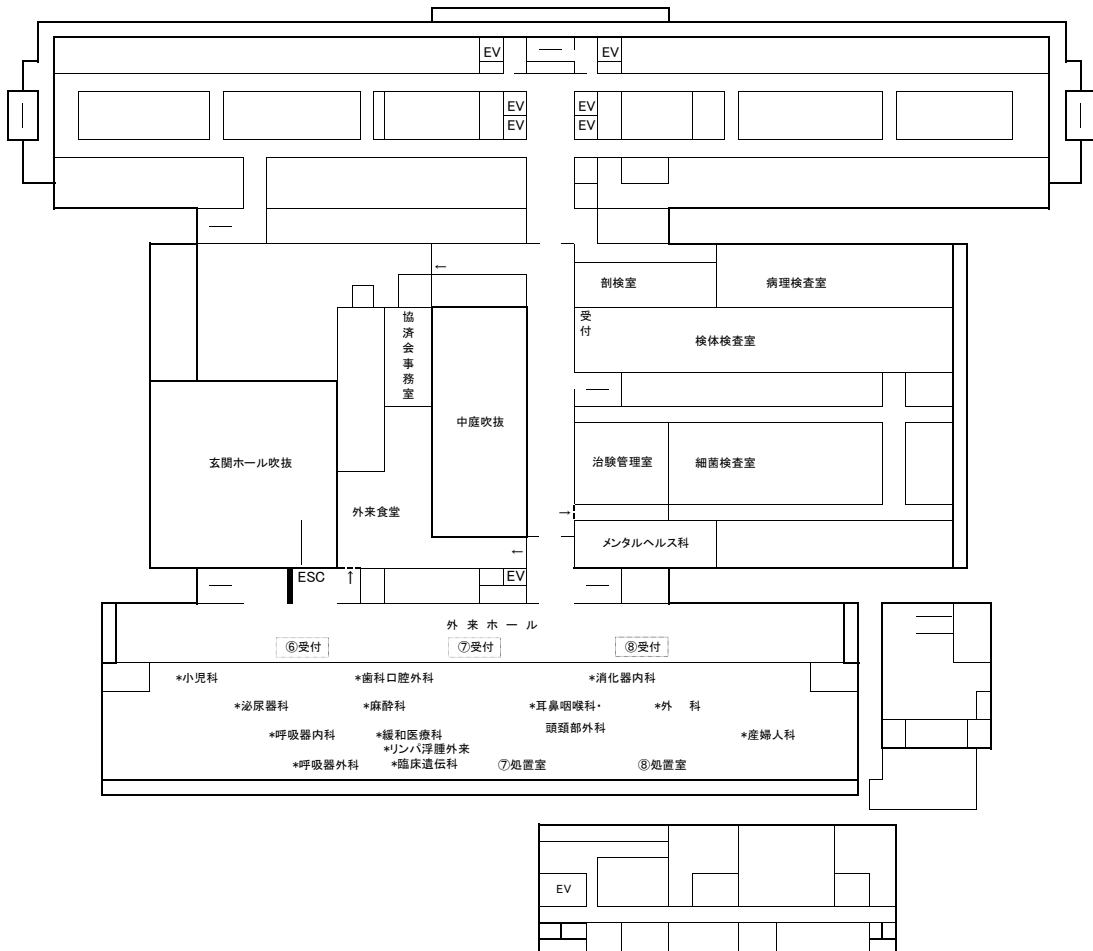 EV
EV
EV
EV
EV
EV
←
剖検室
病理検査室
協済会事務室
受付
検体検査室
中庭吹抜
玄関ホール吹抜
治験管理室
細菌検査室
外来食堂
→
メンタルヘルス科
←
ESC
↑
EV
外来ホール
⑥受付
⑦受付
⑧受付
*小児科
*歯科口腔外科
*消化器内科
*泌尿器科
*麻酔科
*耳鼻咽喉科・
頭頚部外科
*外 科
*呼吸器内科
*緩和医療科
*産婦人科
*リンパ浮腫外来
*呼吸器外科
*臨床遺伝科
⑦処置室
⑧処置室
EV